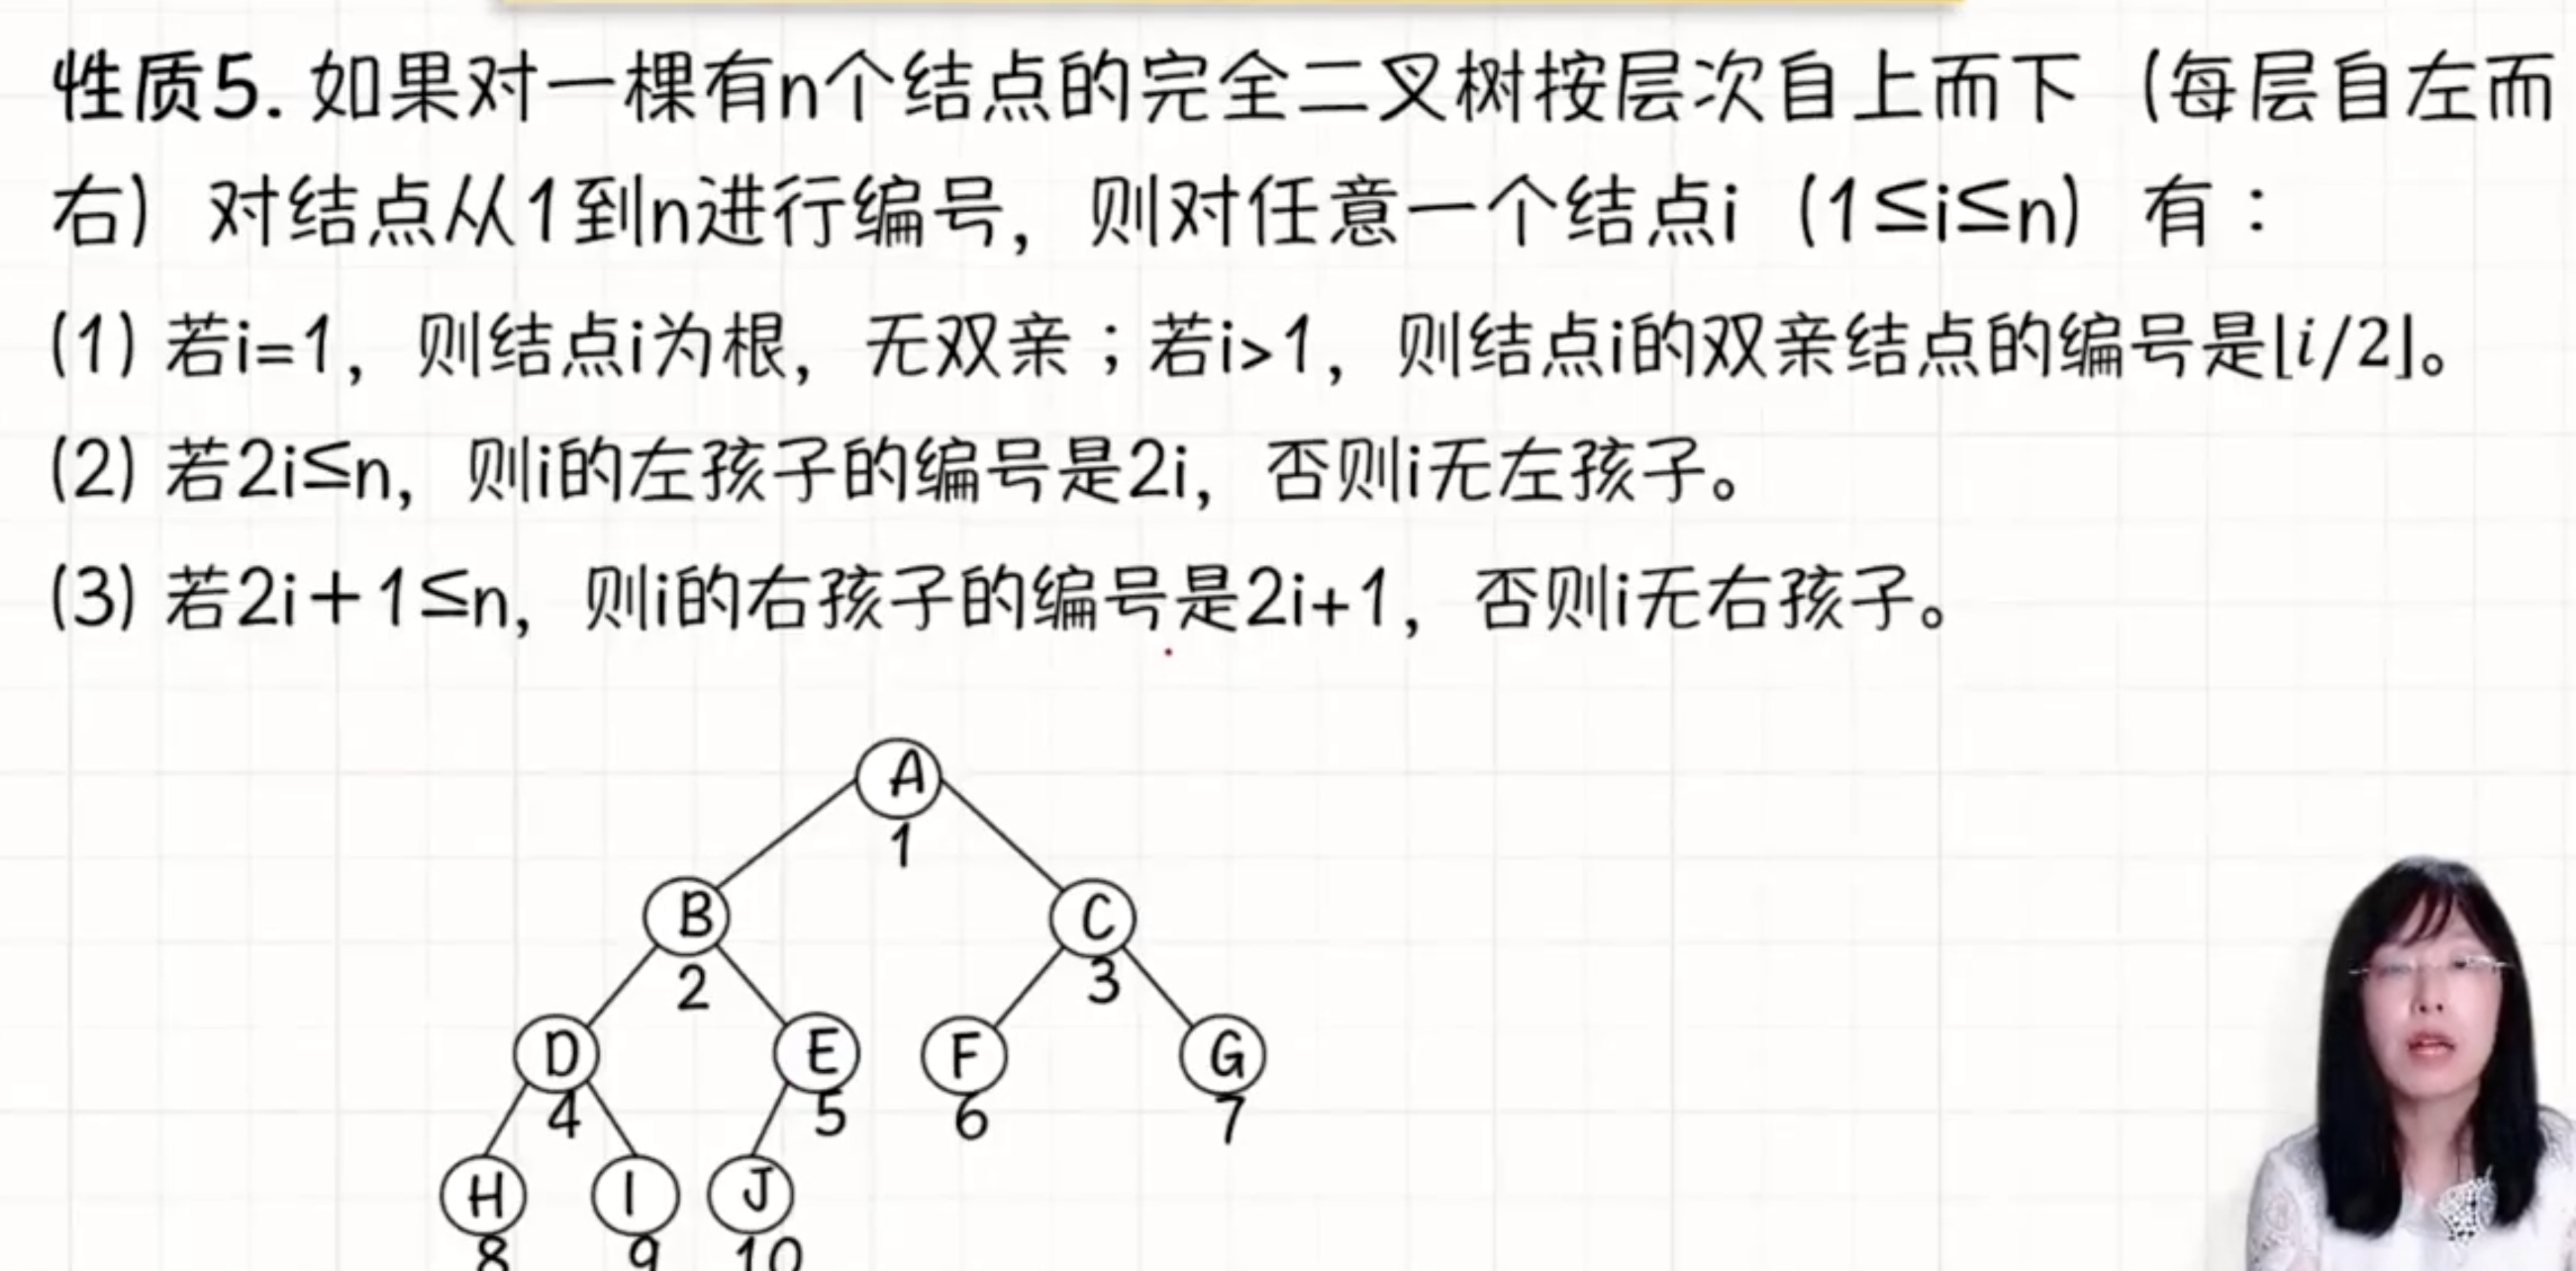 性质5. 如果对一棵有n个结点的完全二叉树按层次自上而下（每层自左而
右）对结点从1到n进行编号，则对任意一个结点i（1≤i≤n）有：
(1) 若i=1，则结点i为根，无双亲；若i>1，则结点i的双亲结点的编号是⌊i/2⌋。
(2) 若2i≤n，则i的左孩子的编号是2i，否则i无左孩子。
(3) 若2i＋1≤n，则i的右孩子的编号是2i+1，否则i无右孩子。
A
1
B
C
2
3
D
E
F
G
4
5
6
7
H
I
J
8
9
10